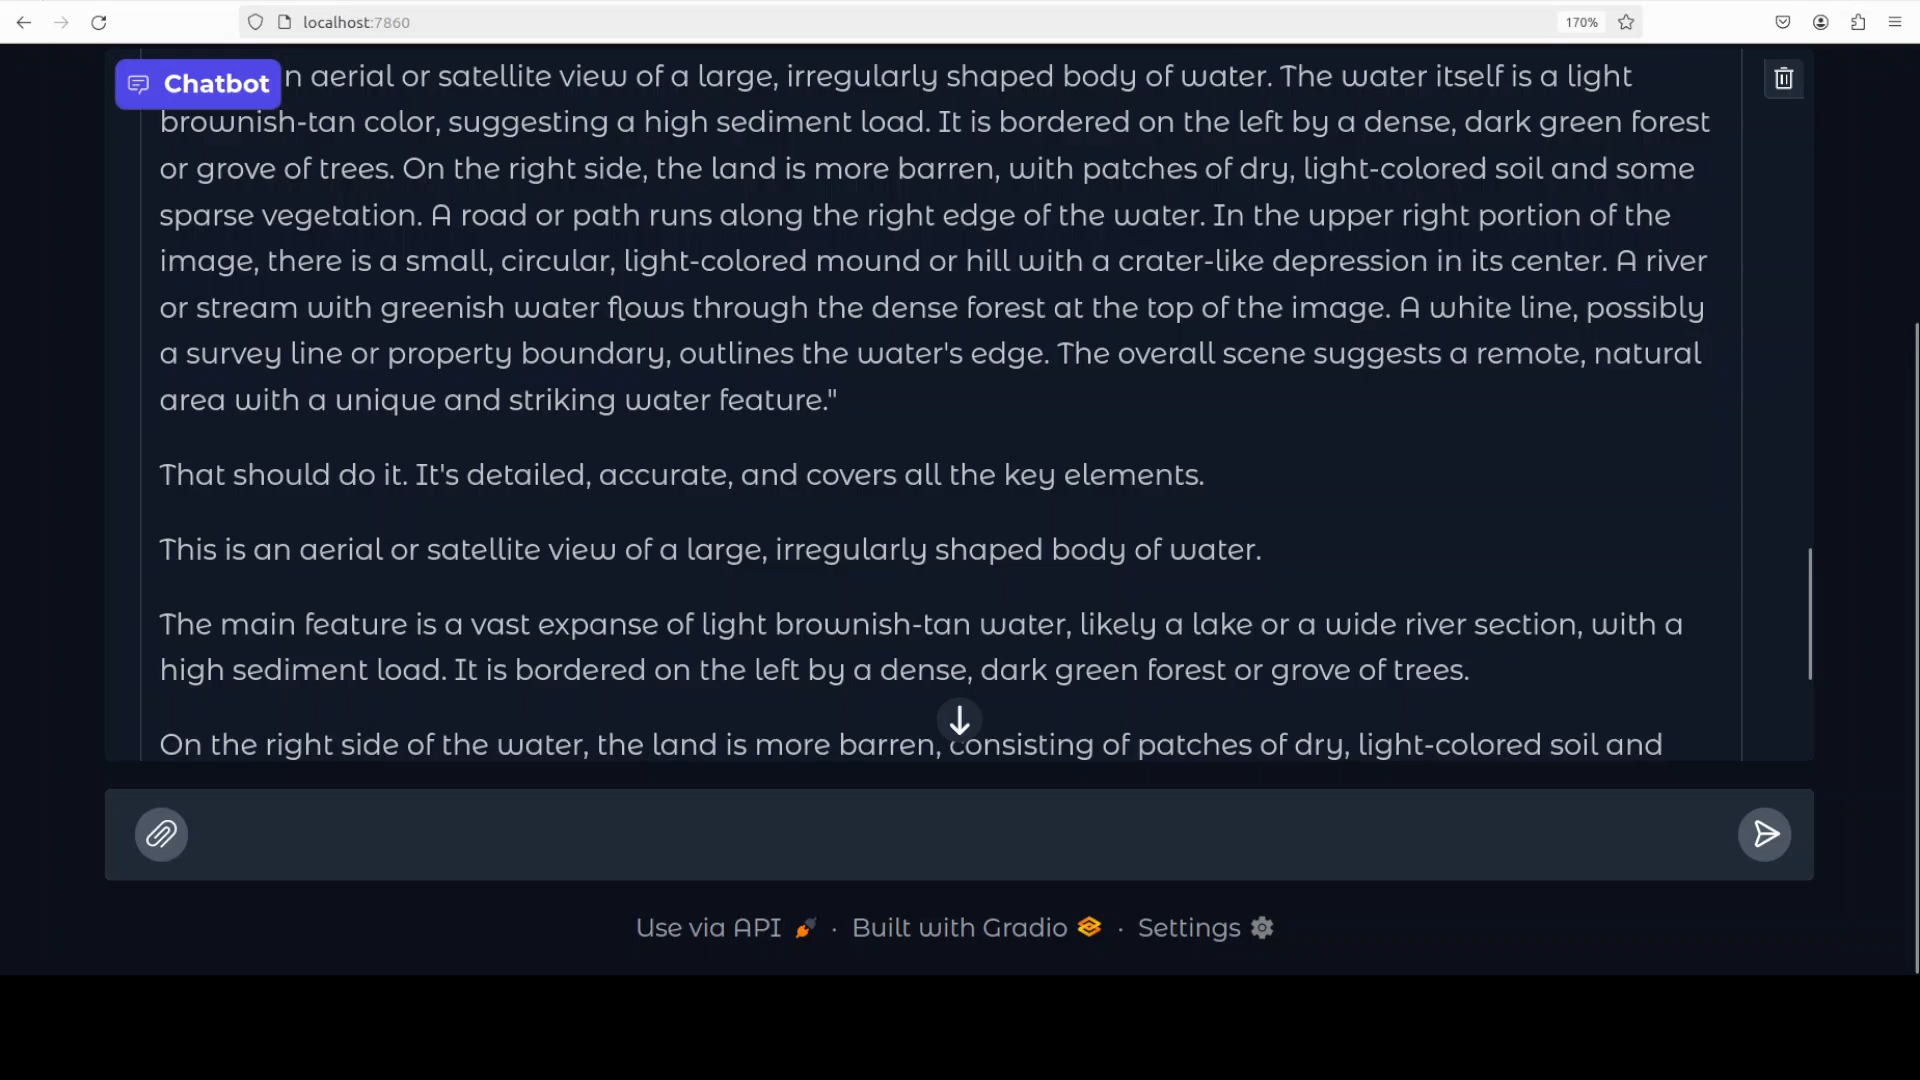 localhost:7860
170%
Chatbot
n aerial or satellite view of a large, irregularly shaped body of water. The water itself is a light
brownish-tan color, suggesting a high sediment load. It is bordered on the left by a dense, dark green forest
or grove of trees. On the right side, the land is more barren, with patches of dry, light-colored soil and some
sparse vegetation. A road or path runs along the right edge of the water. In the upper right portion of the
image, there is a small, circular, light-colored mound or hill with a crater-like depression in its center. A river
or stream with greenish water flows through the dense forest at the top of the image. A white line, possibly
a survey line or property boundary, outlines the water's edge. The overall scene suggests a remote, natural
area with a unique and striking water feature."
That should do it. It's detailed, accurate, and covers all the key elements.
This is an aerial or satellite view of a large, irregularly shaped body of water.
The main feature is a vast expanse of light brownish-tan water, likely a lake or a wide river section, with a
high sediment load. It is bordered on the left by a dense, dark green forest or grove of trees.
On the right side of the water, the land is more barren, consisting of patches of dry, light-colored soil and
Use via API · Built with Gradio · Settings